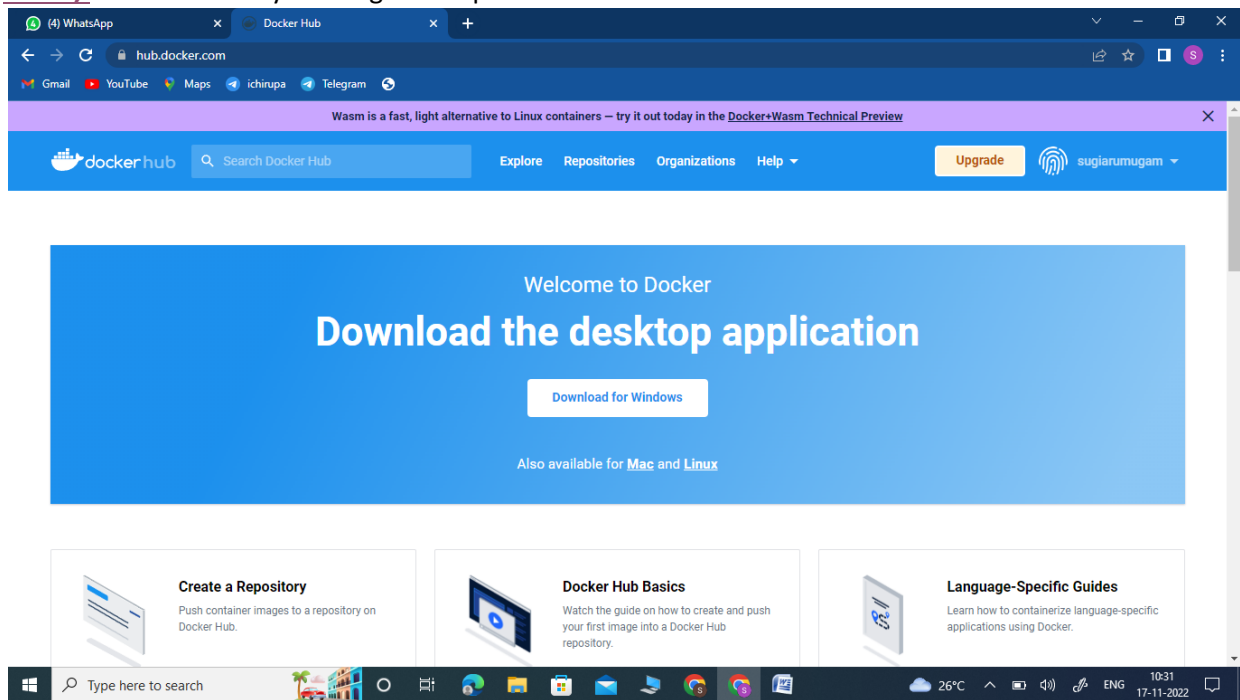 (4) WhatsApp
Docker Hub
hub.docker.com
S
Gmail YouTube Maps ichirupa Telegram
Wasm is a fast, light alternative to Linux containers – try it out today in the Docker+Wasm Technical Preview
dockerhub Search Docker Hub Explore Repositories Organizations Help Upgrade sugiarumugam
Welcome to Docker
Download the desktop application
Download for Windows
Also available for Mac and Linux
Create a Repository
Push container images to a repository on
Docker Hub.
Docker Hub Basics
Watch the guide on how to create and push
your first image into a Docker Hub
repository.
Language-Specific Guides
Learn how to containerize language-specific
applications using Docker.
Type here to search
26°C ENG 10:31
17-11-2022